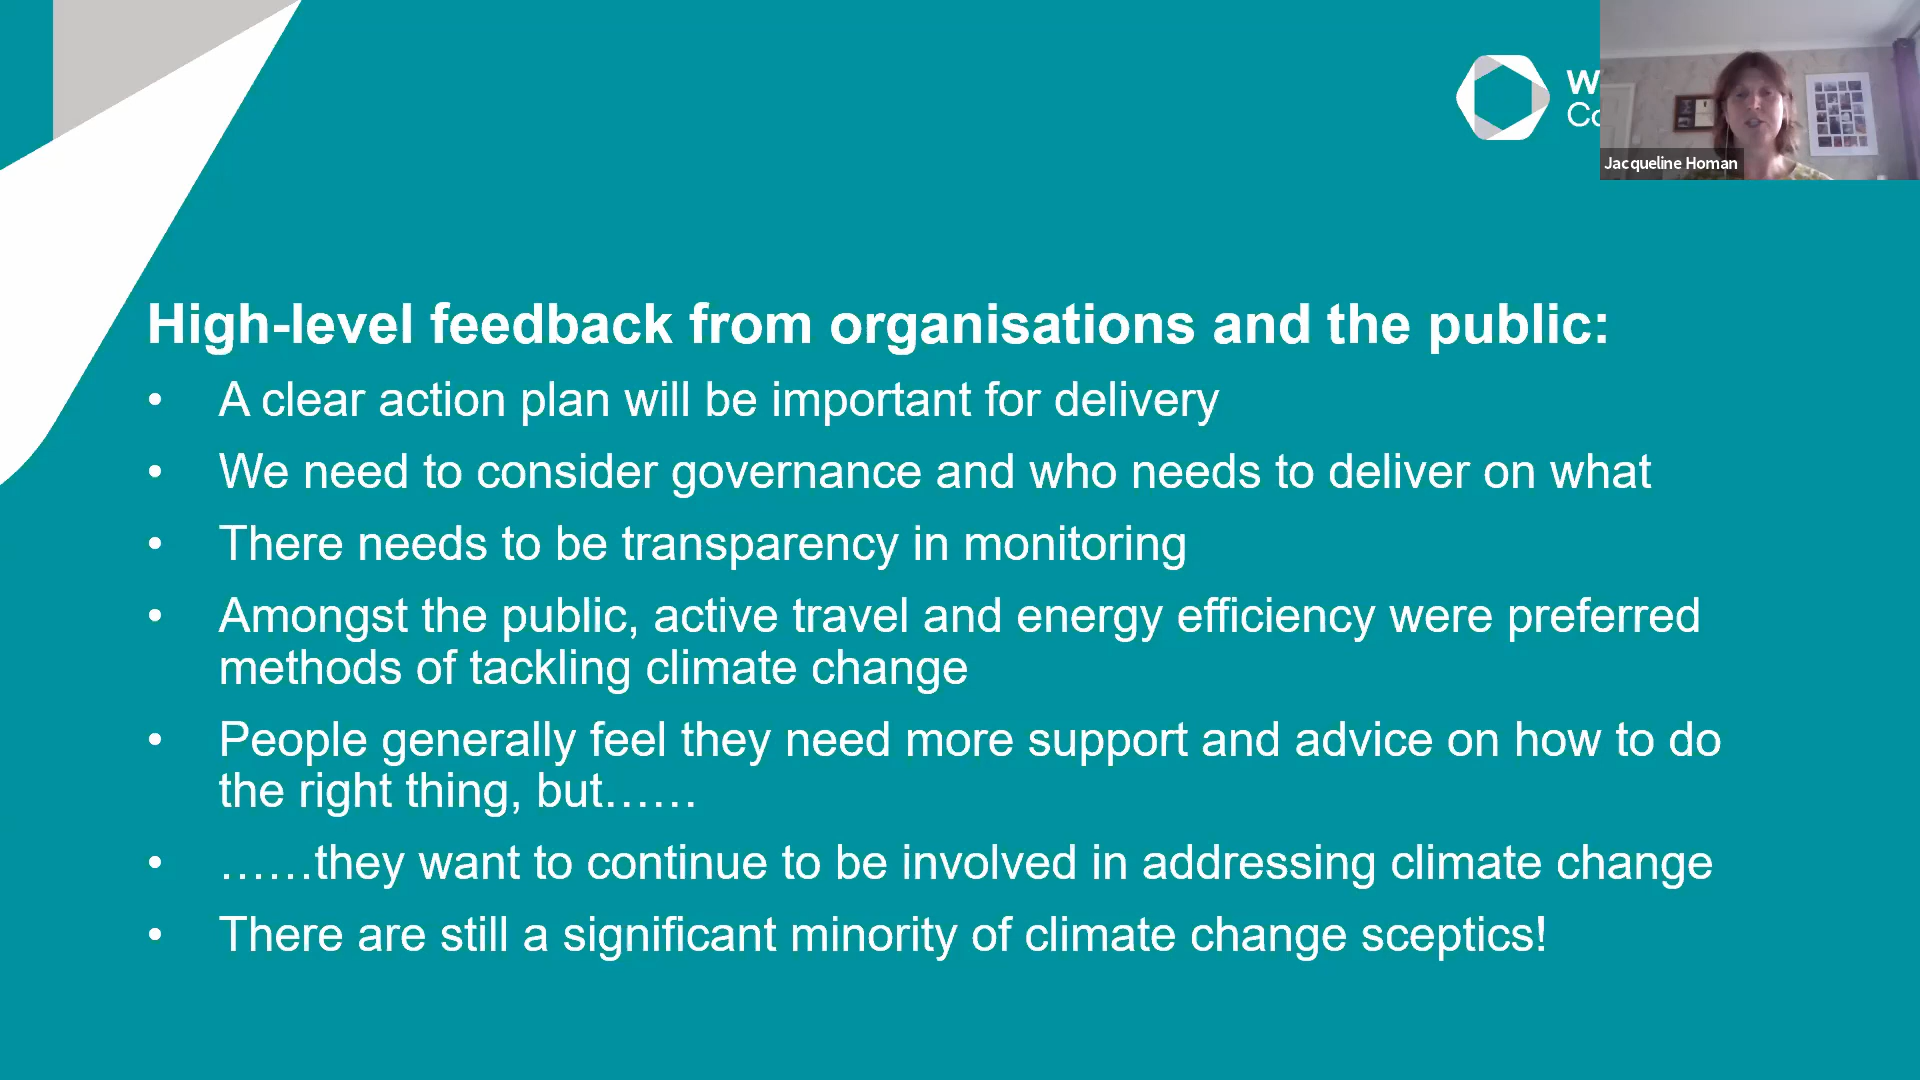 Jacqueline Homan
High-level feedback from organisations and the public:
• A clear action plan will be important for delivery
• We need to consider governance and who needs to deliver on what
• There needs to be transparency in monitoring
• Amongst the public, active travel and energy efficiency were preferred
methods of tackling climate change
• People generally feel they need more support and advice on how to do
the right thing, but……
• ……they want to continue to be involved in addressing climate change
• There are still a significant minority of climate change sceptics!